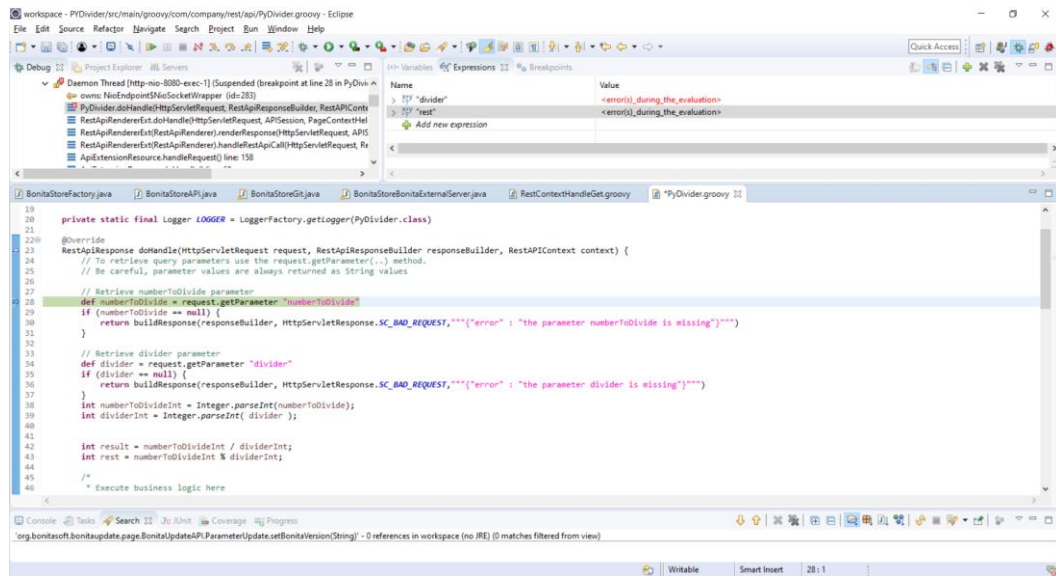 workspace - PYDivider/src/main/groovy/com/company/rest/api/PyDivider.groovy - Eclipse
File Edit Source Refactor Navigate Search Project Run Window Help
Quick Access
Debug Project Explorer Servers
Variables Expressions Breakpoints
Daemon Thread [http-nio-8080-exec-1] (Suspended (breakpoint at line 28 in PyDivi
owns: NioEndpoint$NioSocketWrapper (id=283)
PyDivider.doHandle(HttpServletRequest, RestApiResponseBuilder, RestAPIConte
RestApiRendererExt.doHandle(HttpServletRequest, APISession, PageContextHel
RestApiRendererExt(RestApiRenderer).renderResponse(HttpServletRequest, APIS
RestApiRendererExt(RestApiRenderer).handleRestApiCall(HttpServletRequest, Re
ApiExtensionResource.handleRequest() line: 158
Name Value
"divider" <error(s)_during_the_evaluation>
"rest" <error(s)_during_the_evaluation>
Add new expression
BonitaStoreFactory.java BonitaStoreAPI.java BonitaStoreGit.java BonitaStoreBonitaExternalServer.java RestContextHandleGet.groovy *PyDivider.groovy
19
20 private static final Logger LOGGER = LoggerFactory.getLogger(PyDivider.class)
21
22 @Override
23 RestApiResponse doHandle(HttpServletRequest request, RestApiResponseBuilder responseBuilder, RestAPIContext context) {
24 // To retrieve query parameters use the request.getParameter(..) method.
25 // Be careful, parameter values are always returned as String values
26
27 // Retrieve numberToDivide parameter
28 def numberToDivide = request.getParameter "numberToDivide"
29 if (numberToDivide == null) {
30 return buildResponse(responseBuilder, HttpServletResponse.SC_BAD_REQUEST,"""{"error" : "the parameter numberToDivide is missing"}""")
31 }
32
33 // Retrieve divider parameter
34 def divider = request.getParameter "divider"
35 if (divider == null) {
36 return buildResponse(responseBuilder, HttpServletResponse.SC_BAD_REQUEST,"""{"error" : "the parameter divider is missing"}""")
37 }
38 int numberToDivideInt = Integer.parseInt(numberToDivide);
39 int dividerInt = Integer.parseInt( divider );
40
41
42 int result = numberToDivideInt / dividerInt;
43 int rest = numberToDivideInt % dividerInt;
44
45 /*
46 * Execute business logic here
Console Tasks Search JUnit Coverage Progress
'org.bonitasoft.bonitaupdate.page.BonitaUpdateAPI.ParameterUpdate.setBonitaVersion(String)' - 0 references in workspace (no JRE) (0 matches filtered from view)
Writable Smart Insert 28 : 1